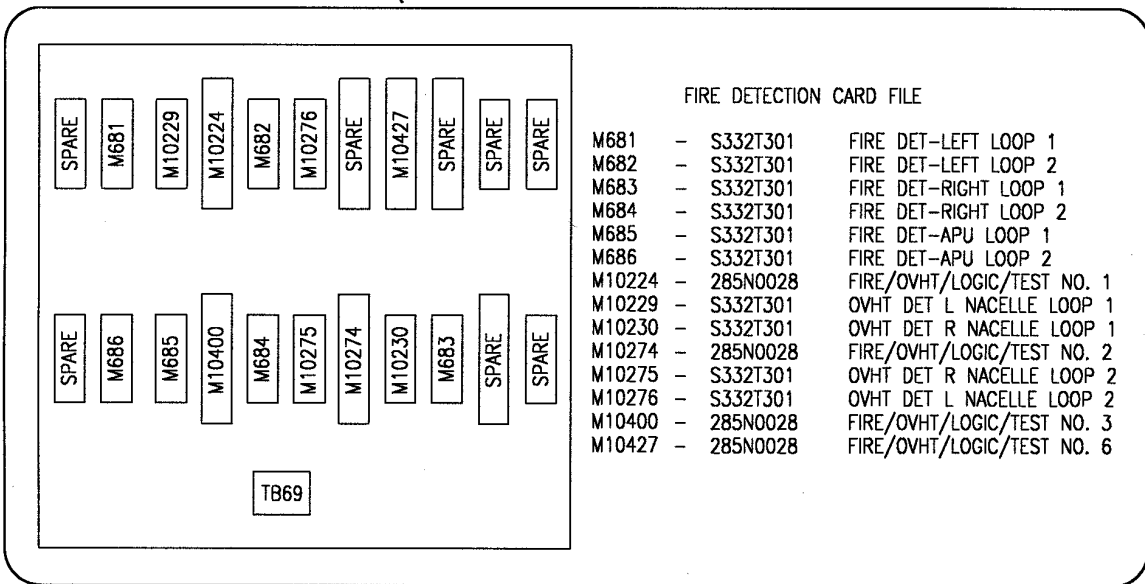 SPARE M681 M10229 M10224 M682 M10276 SPARE M10427 SPARE SPARE SPARE
SPARE M686 M685 M10400 M684 M10275 M10274 M10230 M683 SPARE SPARE
TB69
FIRE DETECTION CARD FILE
M681 – S332T301 FIRE DET–LEFT LOOP 1
M682 – S332T301 FIRE DET–LEFT LOOP 2
M683 – S332T301 FIRE DET–RIGHT LOOP 1
M684 – S332T301 FIRE DET–RIGHT LOOP 2
M685 – S332T301 FIRE DET–APU LOOP 1
M686 – S332T301 FIRE DET–APU LOOP 2
M10224 – 285N0028 FIRE/OVHT/LOGIC/TEST NO. 1
M10229 – S332T301 OVHT DET L NACELLE LOOP 1
M10230 – S332T301 OVHT DET R NACELLE LOOP 1
M10274 – 285N0028 FIRE/OVHT/LOGIC/TEST NO. 2
M10275 – S332T301 OVHT DET R NACELLE LOOP 2
M10276 – S332T301 OVHT DET L NACELLE LOOP 2
M10400 – 285N0028 FIRE/OVHT/LOGIC/TEST NO. 3
M10427 – 285N0028 FIRE/OVHT/LOGIC/TEST NO. 6